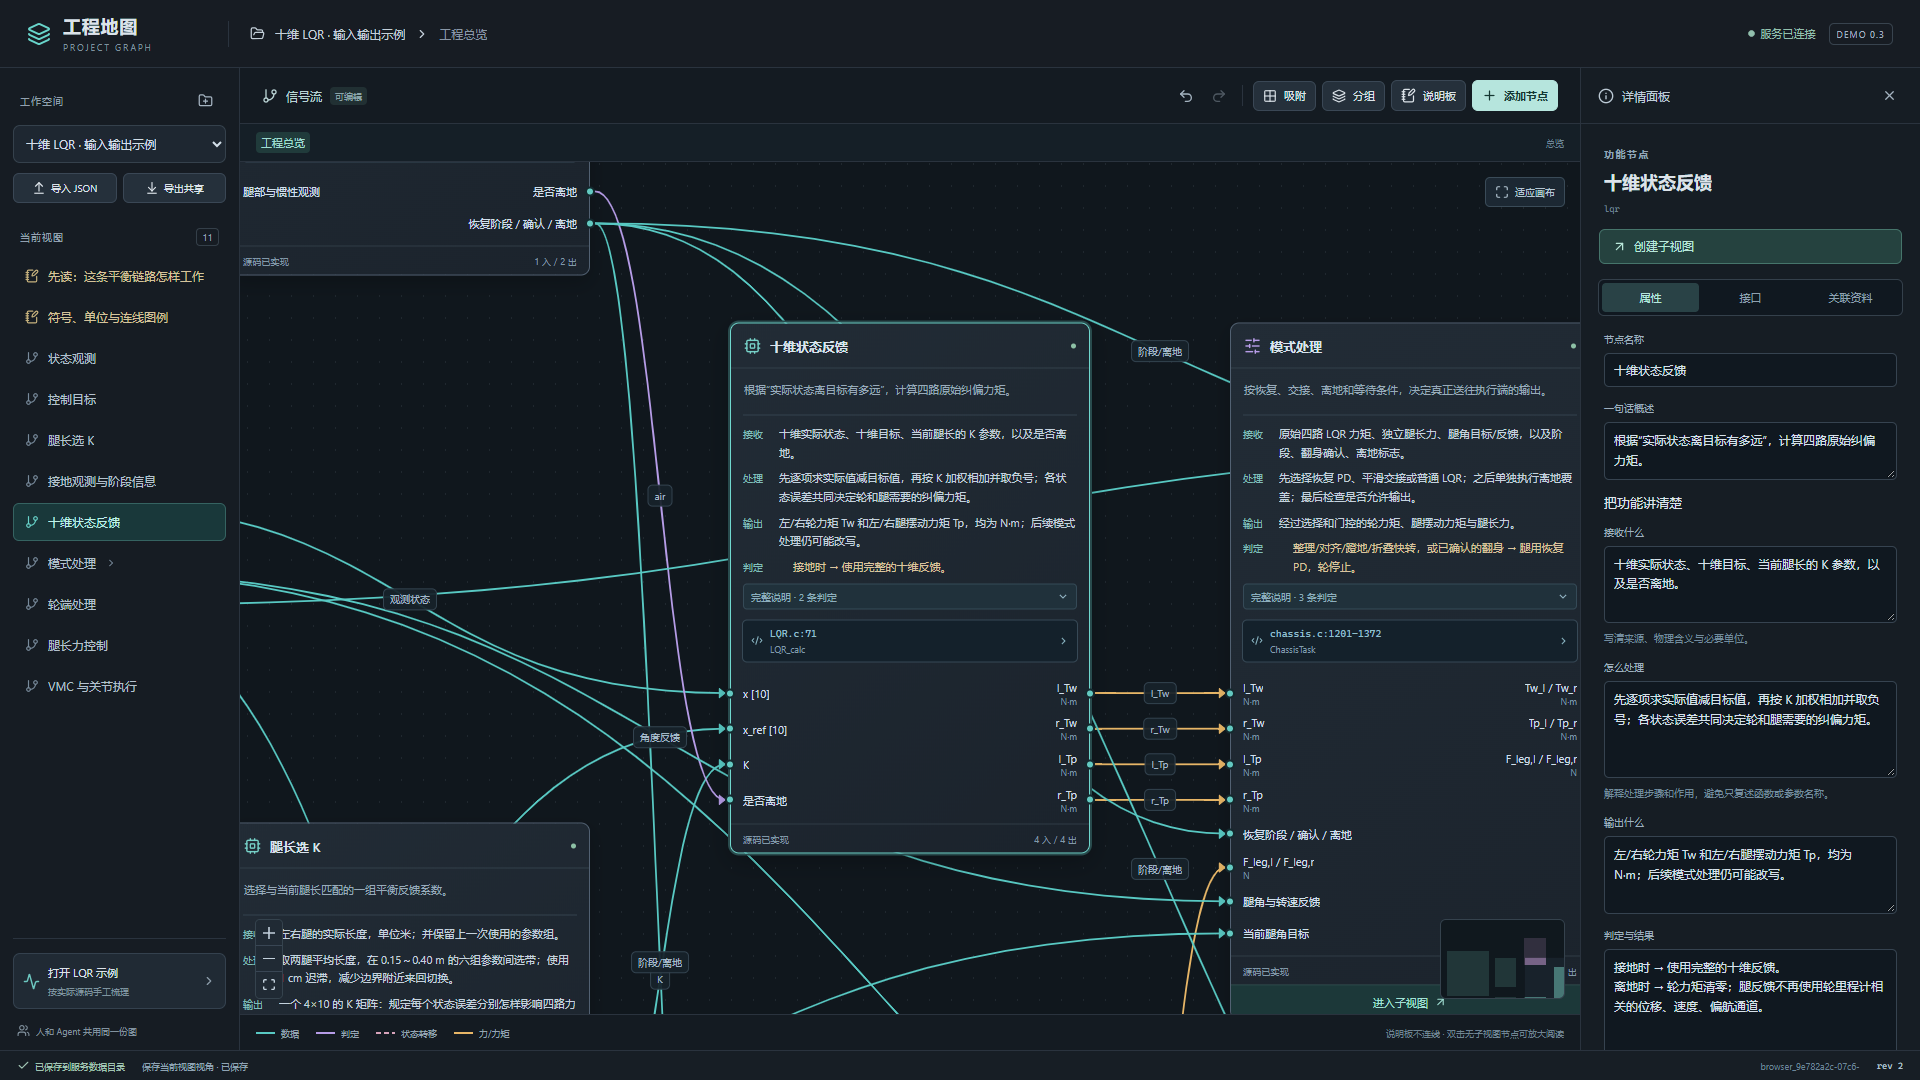 工程地图
PROJECT GRAPH
十维 LQR · 输入输出示例
工程总览
服务已连接
DEMO 0.3
工作空间
十维 LQR · 输入输出示例
导入 JSON
导出共享
当前视图
11
先读：这条平衡链路怎样工作
符号、单位与连线图例
状态观测
控制目标
腿长选 K
接地观测与阶段信息
十维状态反馈
模式处理
轮端处理
腿长力控制
VMC 与关节执行
打开 LQR 示例
按实际源码手工梳理
人和 Agent 共用同一份图
信号流
可编辑
吸附
分组
说明板
添加节点
工程总览
总览
适应画布
腿部与惯性观测
是否离地
恢复阶段 / 确认 / 离地
源码已实现
1 入 / 2 出
air
观测状态
角度反馈
阶段/离地
K
阶段/离地
阶段/离地
十维状态反馈
根据“实际状态离目标有多远”，计算四路原始纠偏力矩。
接收
十维实际状态、十维目标、当前腿长的 K 参数，以及是否离
地。
处理
先逐项求实际值减目标值，再按 K 加权相加并取负号；各状
态误差共同决定轮和腿需要的纠偏力矩。
输出
左/右轮力矩 Tw 和左/右腿摆动力矩 Tp，均为 N·m；后续模式
处理仍可能改写。
判定
接地时 → 使用完整的十维反馈。
完整说明 · 2 条判定
LQR.c:71
LQR_calc
x [10]
x_ref [10]
K
是否离地
l_Tw
N·m
r_Tw
N·m
l_Tp
N·m
r_Tp
N·m
源码已实现
4 入 / 4 出
l_Tw
r_Tw
l_Tp
r_Tp
模式处理
按恢复、交接、离地和等待条件，决定真正送往执行端的输出。
接收
原始四路 LQR 力矩、独立腿长力、腿角目标/反馈，以及阶
段、翻身确认、离地标志。
处理
先选择恢复 PD、平滑交接或普通 LQR；之后单独执行离地覆
盖；最后检查是否允许输出。
输出
经过选择和门控的轮力矩、腿摆动力矩与腿长力。
判定
整理/对齐/蹬地/折叠快转，或已确认的翻身 → 腿用恢复
PD，轮停止。
完整说明 · 3 条判定
chassis.c:1201-1372
ChassisTask
l_Tw
N·m
r_Tw
N·m
l_Tp
N·m
r_Tp
N·m
恢复阶段 / 确认 / 离地
F_leg,l / F_leg,r
N
腿角与转速反馈
当前腿角目标
Tw_l / Tw_r
N·m
Tp_l / Tp_r
N·m
F_leg,l / F_leg,r
N
源码已实现
出
进入子视图
腿长选 K
选择与当前腿长匹配的一组平衡反馈系数。
左右腿的实际长度，单位米；并保留上一次使用的参数组。
取两腿平均长度，在 0.15～0.40 m 的六组参数间选带；使用
cm 迟滞，减少边界附近来回切换。
输出
一个 4×10 的 K 矩阵：规定每个状态误差分别怎样影响四路力
数据
判定
状态转移
力/力矩
说明板不连线 · 双击无子视图节点可放大阅读
详情面板
功能节点
十维状态反馈
lqr
创建子视图
属性
接口
关联资料
节点名称
十维状态反馈
一句话概述
根据“实际状态离目标有多远”，计算四路原始纠偏
力矩。
把功能讲清楚
接收什么
十维实际状态、十维目标、当前腿长的 K 参数，以
及是否离地。
写清来源、物理含义与必要单位。
怎么处理
先逐项求实际值减目标值，再按 K 加权相加并取负
号；各状态误差共同决定轮和腿需要的纠偏力矩。
解释处理步骤和作用，避免只复述函数或参数名称。
输出什么
左/右轮力矩 Tw 和左/右腿摆动力矩 Tp，均为
N·m；后续模式处理仍可能改写。
判定与结果
接地时 → 使用完整的十维反馈。
离地时 → 轮力矩清零；腿反馈不再使用轮里程计相
关的位移、速度、偏航通道。
已保存到服务数据目录
保存当前视图视角 · 已保存
browser_9e782a2c-07c6-
rev 2